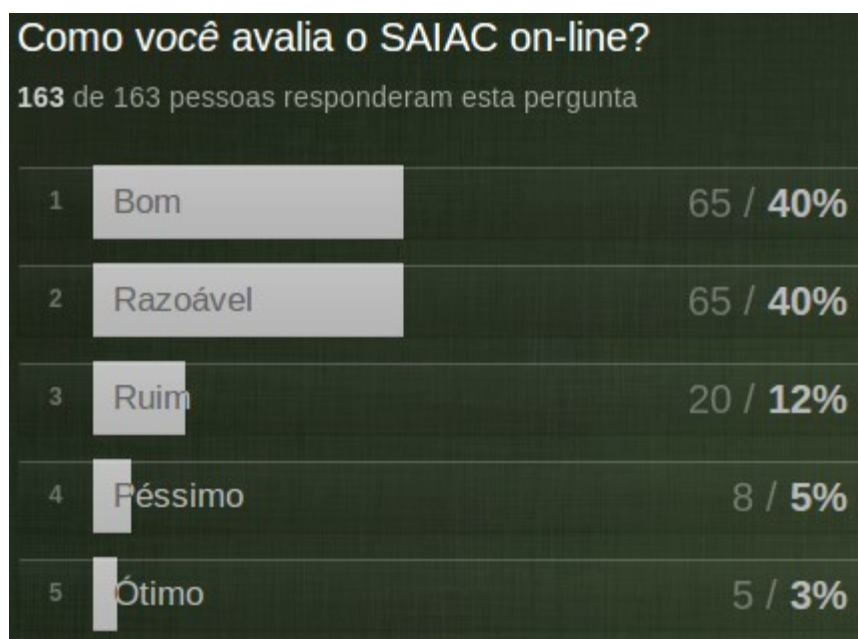 Como você avalia o SAIAC on-line?
163 de 163 pessoas responderam esta pergunta
1 Bom 65 / 40%
2 Razoável 65 / 40%
3 Ruim 20 / 12%
4 Péssimo 8 / 5%
5 Ótimo 5 / 3%